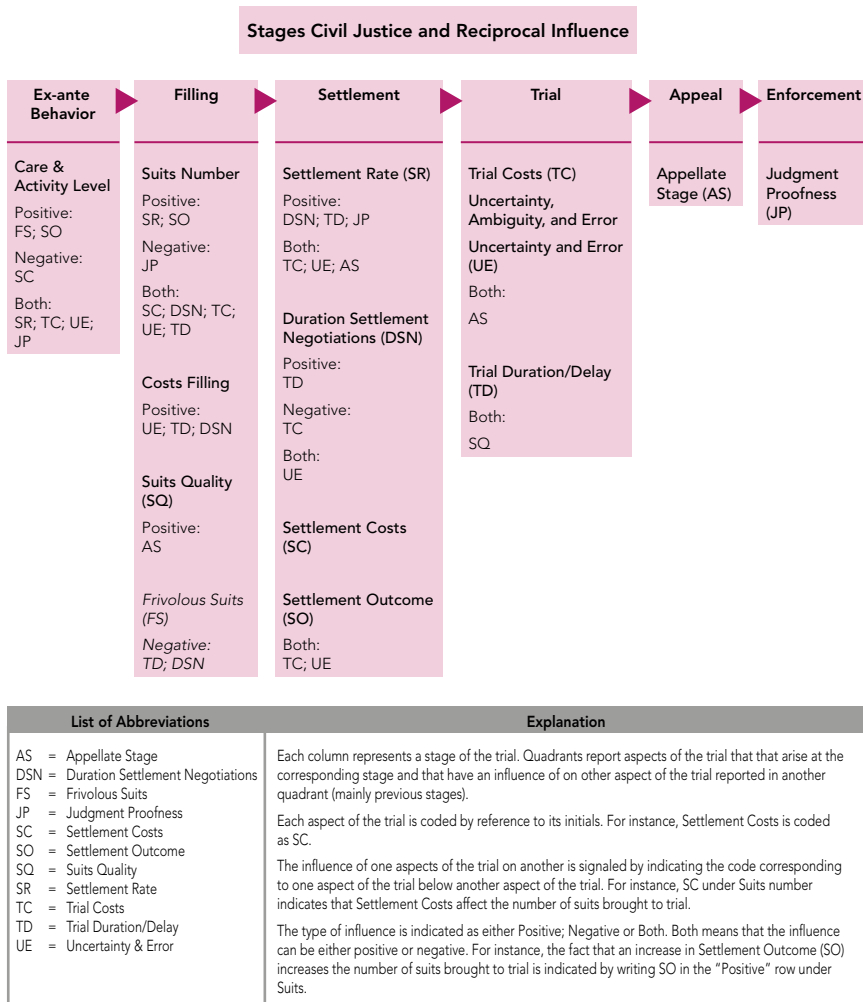 Stages Civil Justice and Reciprocal Influence
Ex-ante
Behavior
Care &
Activity Level
Positive:
FS; SO
Negative:
SC
Both:
SR; TC; UE;
JP
Filling
Suits Number
Positive:
SR; SO
Negative:
JP
Both:
SC; DSN; TC;
UE; TD
Costs Filling
Positive:
UE; TD; DSN
Suits Quality
(SQ)
Positive:
AS
Frivolous Suits
(FS)
Negative:
TD; DSN
Settlement
Settlement Rate (SR)
Positive:
DSN; TD; JP
Both:
TC; UE; AS
Duration Settlement
Negotiations (DSN)
Positive:
TD
Negative:
TC
Both:
UE
Settlement Costs
(SC)
Settlement Outcome
(SO)
Both:
TC; UE
Trial
Trial Costs (TC)
Uncertainty,
Ambiguity, and Error
Uncertainty and Error
(UE)
Both:
AS
Trial Duration/Delay
(TD)
Both:
SQ
Appeal
Appellate
Stage (AS)
Enforcement
Judgment
Proofness
(JP)
List of Abbreviations
AS = Appellate Stage
DSN = Duration Settlement Negotiations
FS = Frivolous Suits
JP = Judgment Proofness
SC = Settlement Costs
SO = Settlement Outcome
SQ = Suits Quality
SR = Settlement Rate
TC = Trial Costs
TD = Trial Duration/Delay
UE = Uncertainty & Error
Explanation
Each column represents a stage of the trial. Quadrants report aspects of the trial that that arise at the
corresponding stage and that have an influence of on other aspect of the trial reported in another
quadrant (mainly previous stages).
Each aspect of the trial is coded by reference to its initials. For instance, Settlement Costs is coded
as SC.
The influence of one aspects of the trial on another is signaled by indicating the code corresponding
to one aspect of the trial below another aspect of the trial. For instance, SC under Suits number
indicates that Settlement Costs affect the number of suits brought to trial.
The type of influence is indicated as either Positive; Negative or Both. Both means that the influence
can be either positive or negative. For instance, the fact that an increase in Settlement Outcome (SO)
increases the number of suits brought to trial is indicated by writing SO in the "Positive" row under
Suits.